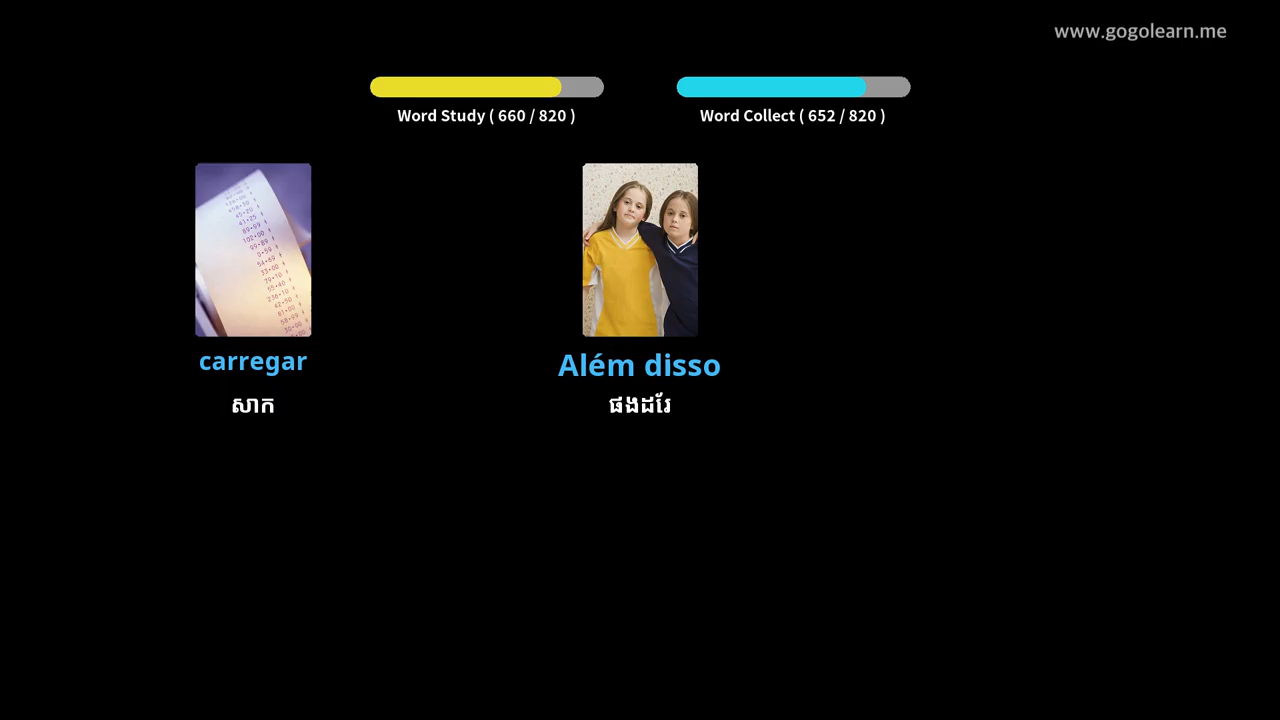 www.gogolearn.me
Word Study ( 660 / 820 )
Word Collect ( 652 / 820 )
carregar
សាក
Além disso
ផងដែរ